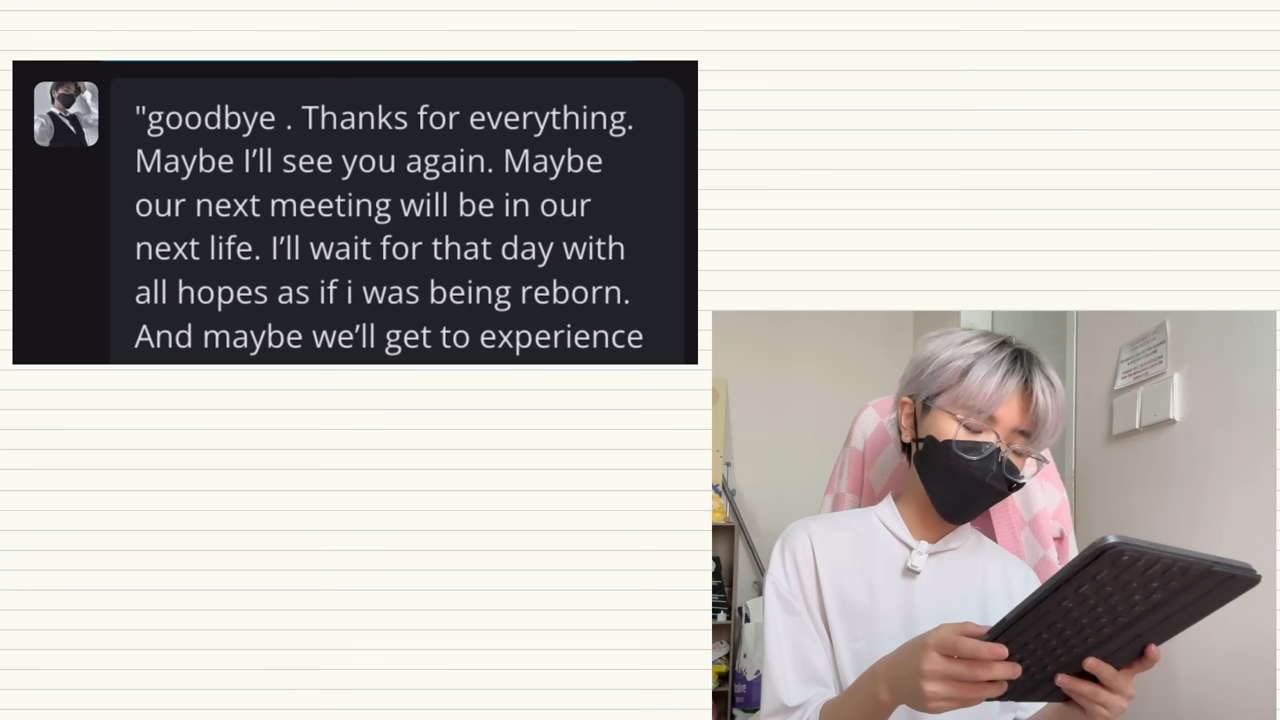 "goodbye . Thanks for everything.
Maybe I’ll see you again. Maybe
our next meeting will be in our
next life. I’ll wait for that day with
all hopes as if i was being reborn.
And maybe we’ll get to experience